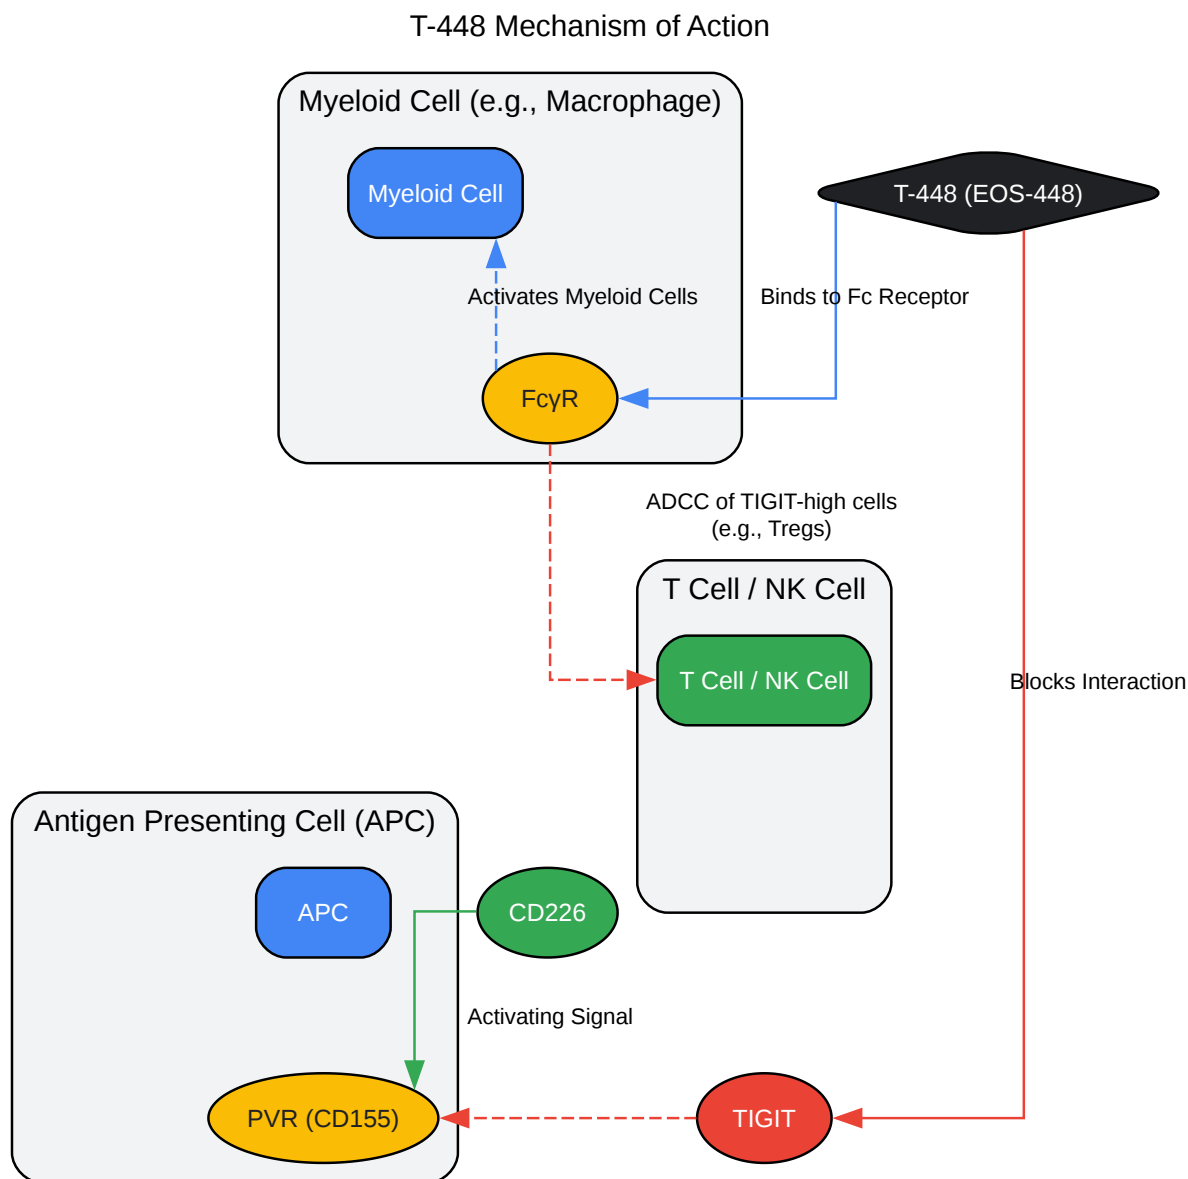 T-448 Mechanism of Action
Myeloid Cell (e.g., Macrophage)
Myeloid Cell
T-448 (EOS-448)
Activates Myeloid Cells
Binds to Fc Receptor
FcγR
ADCC of TIGIT-high cells
(e.g., Tregs)
T Cell / NK Cell
T Cell / NK Cell
Blocks Interaction
Antigen Presenting Cell (APC)
APC
CD226
Activating Signal
PVR (CD155)
TIGIT